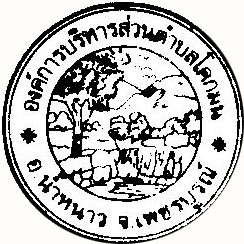 องค์การบริหารส่วนตำบลโคกมน
อ.น้ำหนาว จ.เพชรบูรณ์